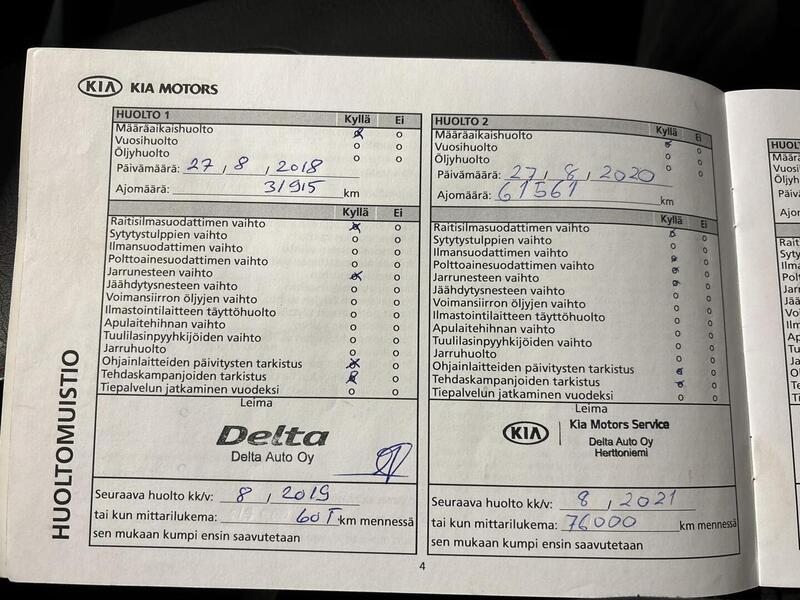 KIA KIA MOTORS
HUOLTOMUISTIO
HUOLTO 1 Kyllä Ei
Määräaikaishuolto x o
Vuosihuolto o o
Öljyhuolto o o
Päivämäärä: 27, 8, 2018
Ajomäärä: 31915 km
Kyllä Ei
Raitisilmasuodattimen vaihto x o
Sytytystulppien vaihto o o
Ilmansuodattimen vaihto o o
Polttoainesuodattimen vaihto o o
Jarrunesteen vaihto x o
Jäähdytysnesteen vaihto o o
Voimansiirron öljyjen vaihto o o
Ilmastointilaitteen täyttöhuolto o o
Apulaitehihnan vaihto o o
Tuulilasinpyyhkijöiden vaihto o o
Jarruhuolto o o
Ohjainlaitteiden päivitysten tarkistus x o
Tehdaskampanjoiden tarkistus x o
Tiepalvelun jatkaminen vuodeksi o o
Leima
Delta
Delta Auto Oy
Seuraava huolto kk/v: 8, 2019
tai kun mittarilukema: 60 T. km mennessä
sen mukaan kumpi ensin saavutetaan
HUOLTO 2 Kyllä Ei
Määräaikaishuolto
Vuosihuolto
Öljyhuolto
Päivämäärä: 27, 8, 2020
Ajomäärä: 61561 km
Kyllä Ei
Raitisilmasuodattimen vaihto
Sytytystulppien vaihto
Ilmansuodattimen vaihto
Polttoainesuodattimen vaihto
Jarrunesteen vaihto
Jäähdytysnesteen vaihto
Voimansiirron öljyjen vaihto
Ilmastointilaitteen täyttöhuolto
Apulaitehihnan vaihto
Tuulilasinpyyhkijöiden vaihto
Jarruhuolto
Ohjainlaitteiden päivitysten tarkistus
Tehdaskampanjoiden tarkistus
Tiepalvelun jatkaminen vuodeksi
Leima
KIA Kia Motors Service
Delta Auto Oy
Herttoniemi
Seuraava huolto kk/v: 8, 2021
tai kun mittarilukema: 76000 km mennessä
sen mukaan kumpi ensin saavutetaan
4